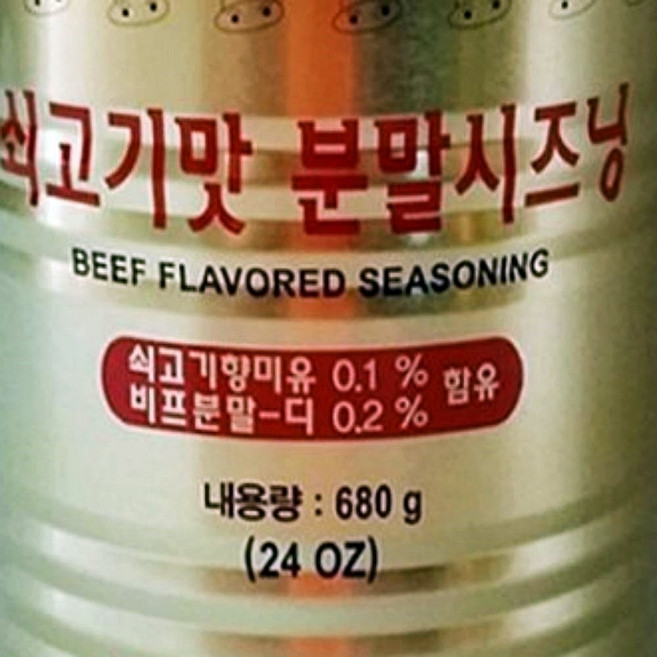 쇠고기맛 분말시즈닝
BEEF FLAVORED SEASONING
쇠고기향미유 0.1 % 함유
비프분말-디 0.2 %
내용량 : 680 g
(24 OZ)